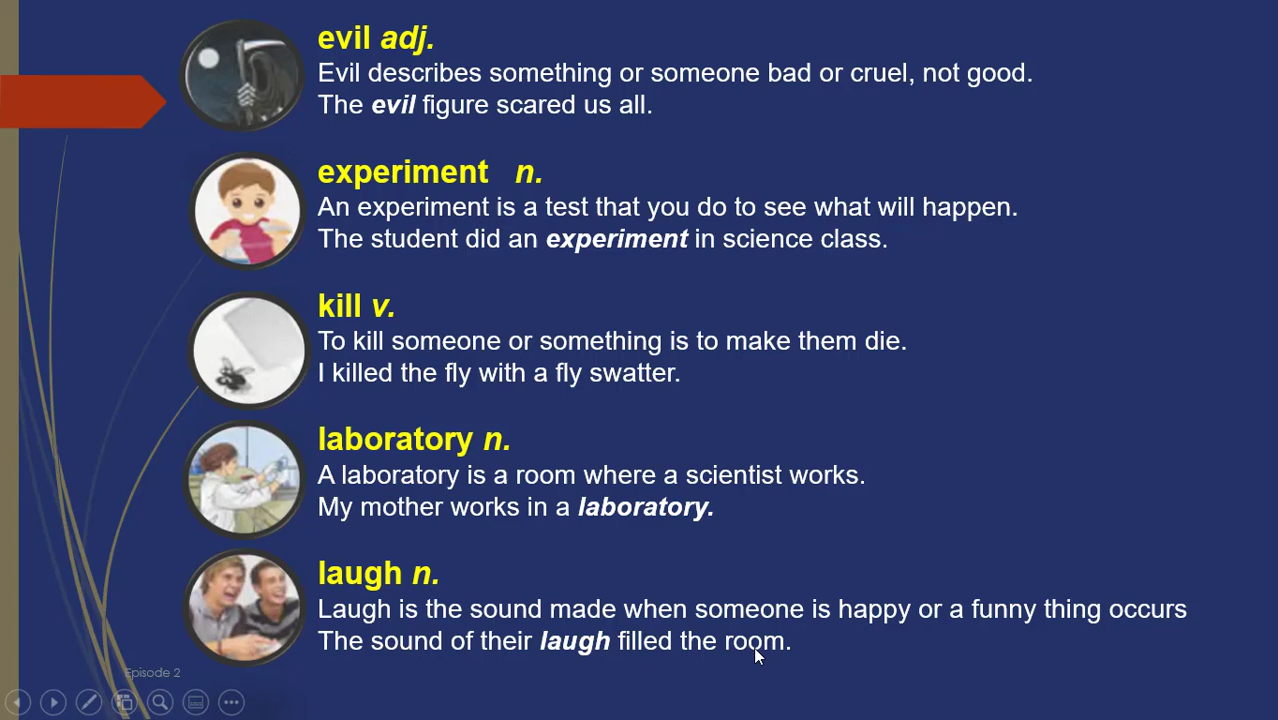 evil adj.
Evil describes something or someone bad or cruel, not good.
The evil figure scared us all.
experiment n.
An experiment is a test that you do to see what will happen.
The student did an experiment in science class.
kill v.
To kill someone or something is to make them die.
I killed the fly with a fly swatter.
laboratory n.
A laboratory is a room where a scientist works.
My mother works in a laboratory.
laugh n.
Laugh is the sound made when someone is happy or a funny thing occurs
The sound of their laugh filled the room.
Episode 2